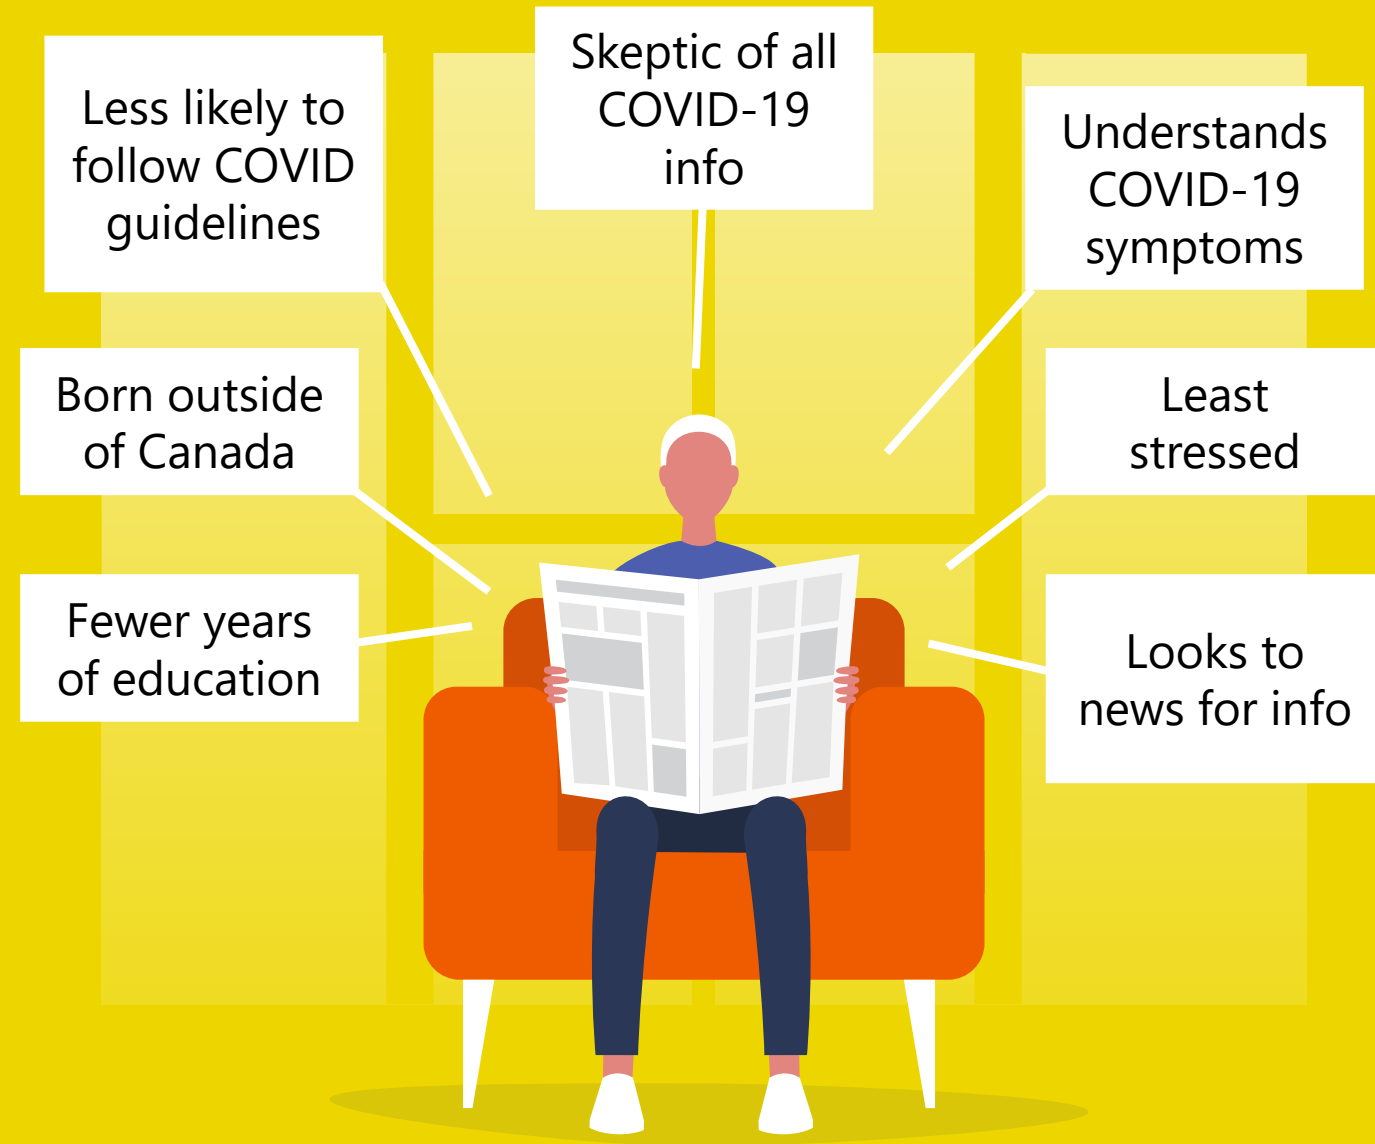 Less likely to
follow COVID
guidelines
Skeptic of all
COVID-19
info
Understands
COVID-19
symptoms
Born outside
of Canada
Least
stressed
Fewer years
of education
Looks to
news for info